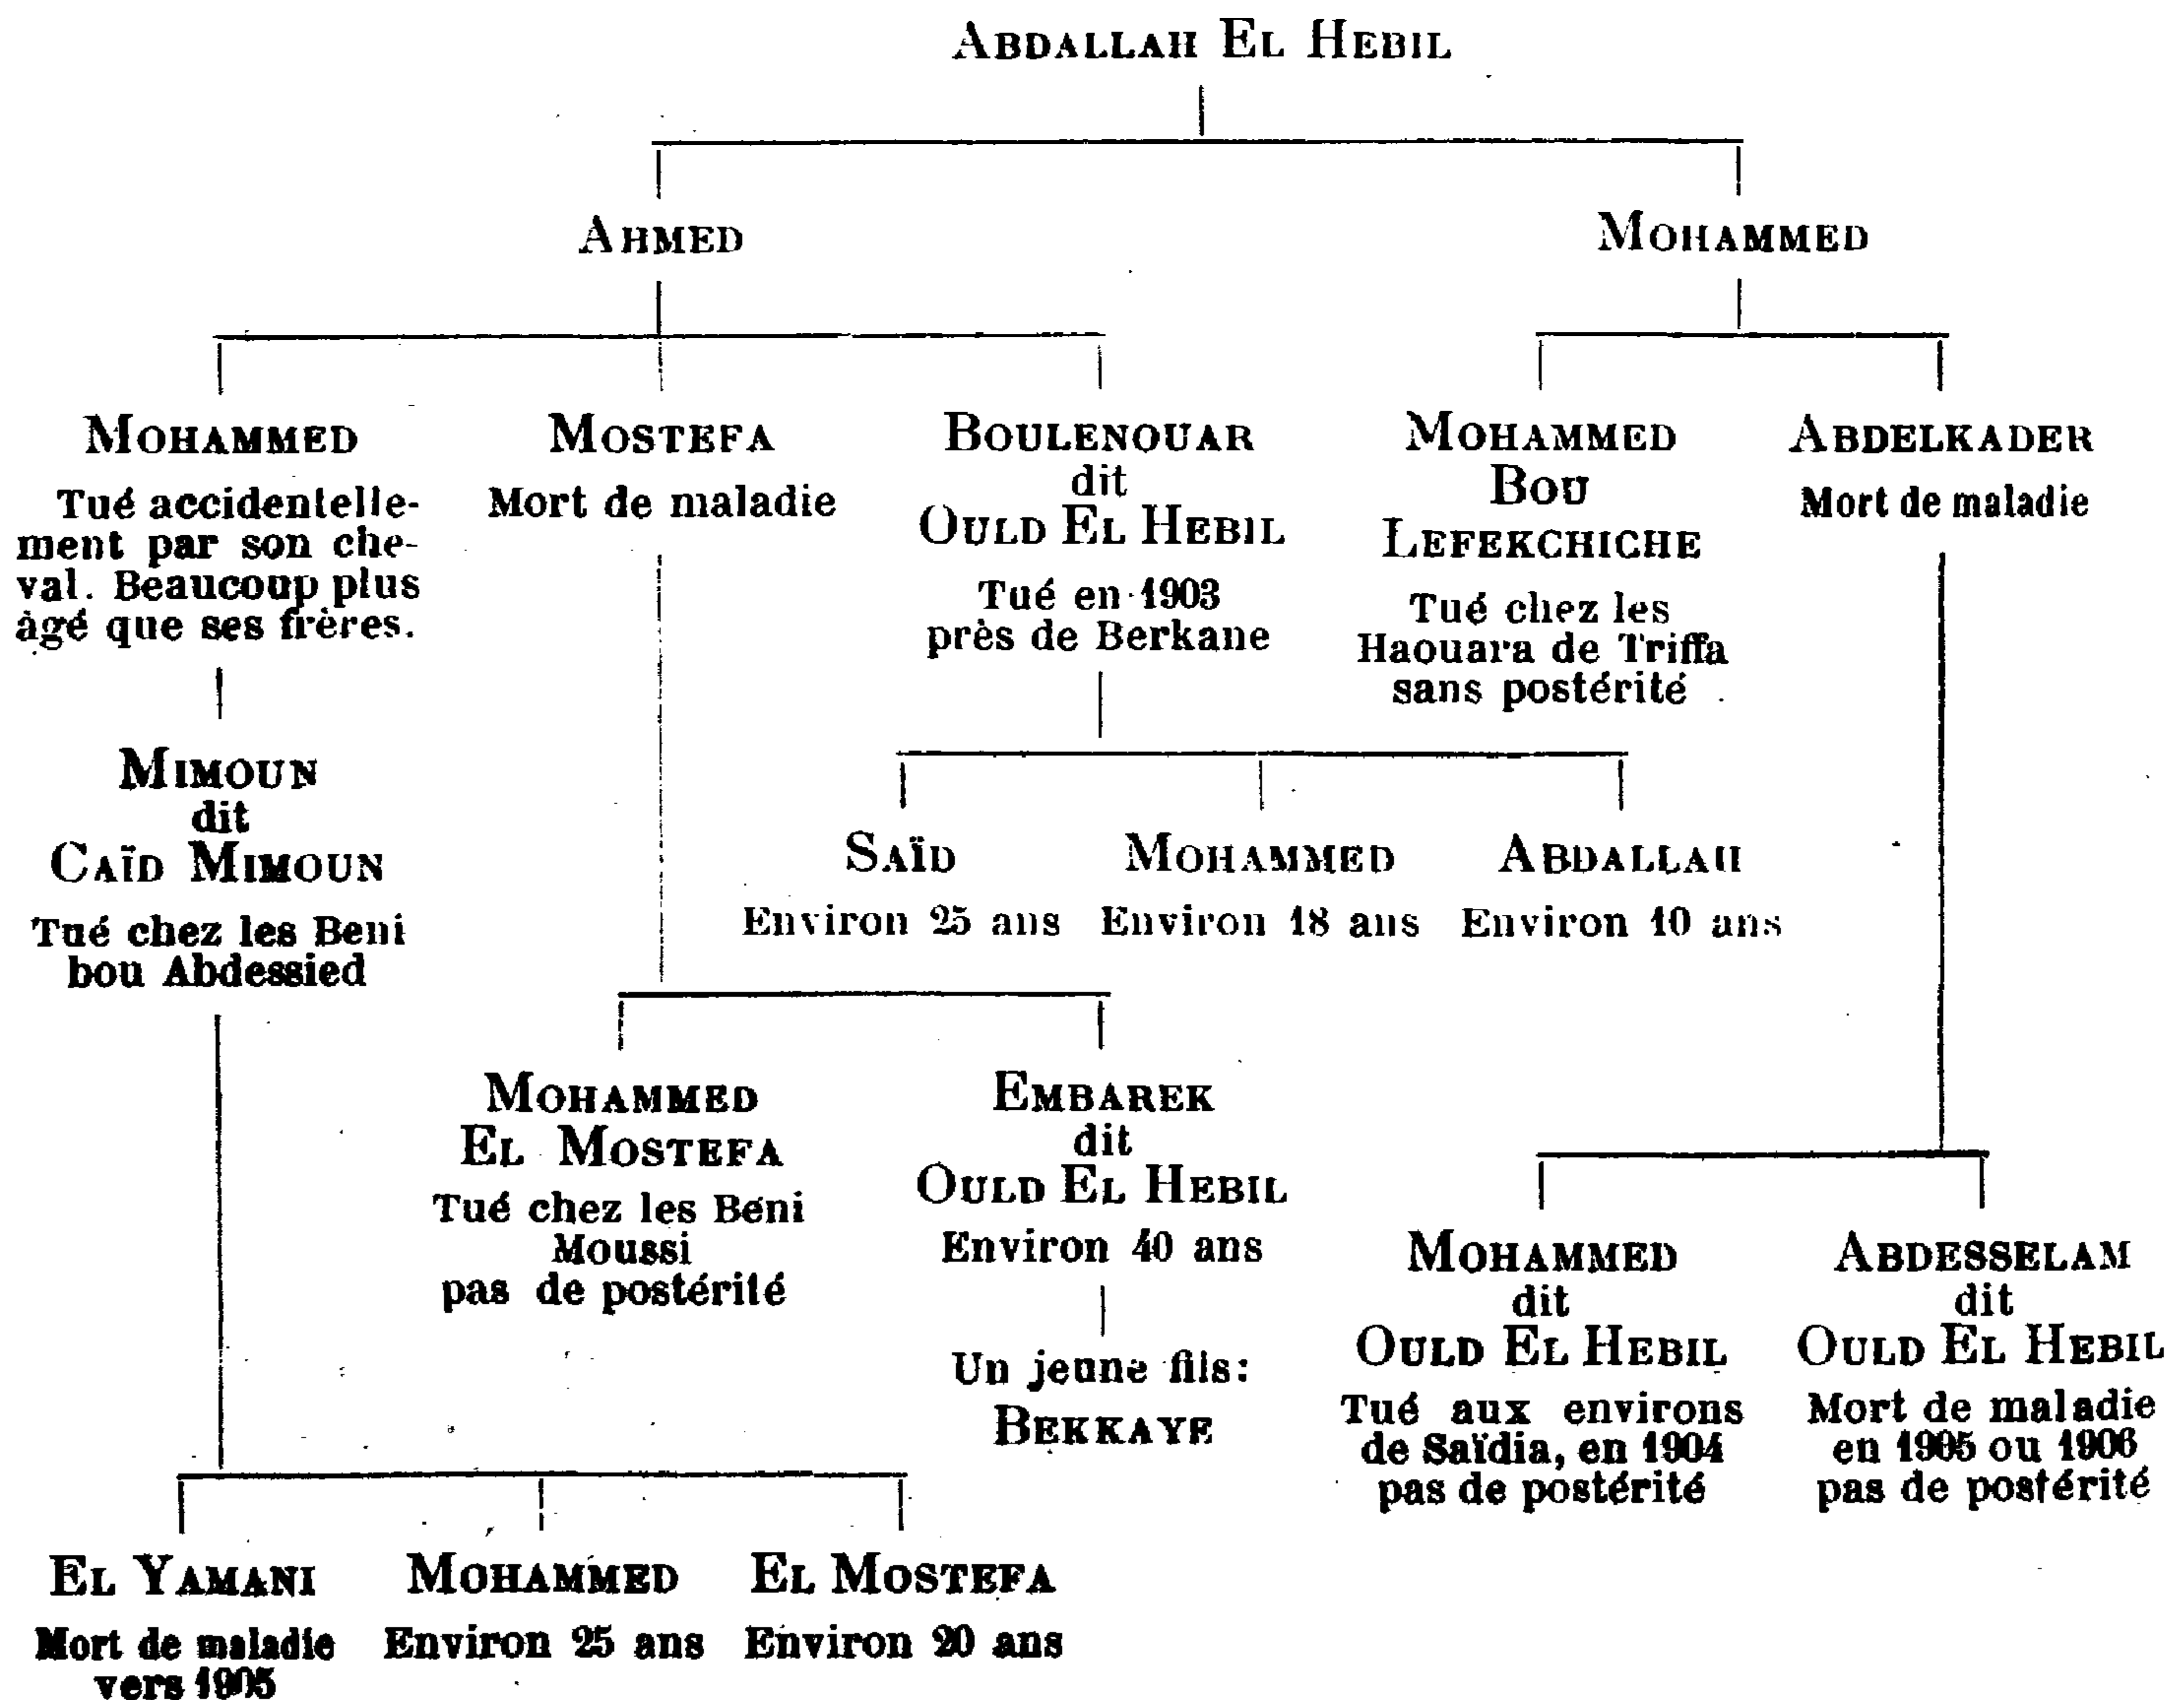 ABDALLAH EL HEBIL
AHMED
MOHAMMED
MOHAMMED
Tué accidentelle-
ment par son che-
val. Beaucoup plus
âgé que ses frères.
MOSTEFA
Mort de maladie
BOULENOUAR
dit
OULD EL HEBIL
Tué en 1903
près de Berkane
MOHAMMED
BOU
LEFEKCHICHE
Tué chez les
Haouara de Triffa
sans postérité
ABDELKADER
Mort de maladie
MIMOUN
dit
CAÏD MIMOUN
Tué chez les Beni
bou Abdessied
SAÏD
Environ 25 ans
MOHAMMED
Environ 18 ans
ABDALLAH
Environ 10 ans
MOHAMMED
EL MOSTEFA
Tué chez les Beni
Moussi
pas de postérité
EMBAREK
dit
OULD EL HEBIL
Environ 40 ans
Un jeune fils:
BEKKAYE
MOHAMMED
dit
OULD EL HEBIL
Tué aux environs
de Saïdia, en 1904
pas de postérité
ABDESSELAM
dit
OULD EL HEBIL
Mort de maladie
en 1905 ou 1906
pas de postérité
EL YAMANI
Mort de maladie
vers 1905
MOHAMMED
Environ 25 ans
EL MOSTEFA
Environ 20 ans